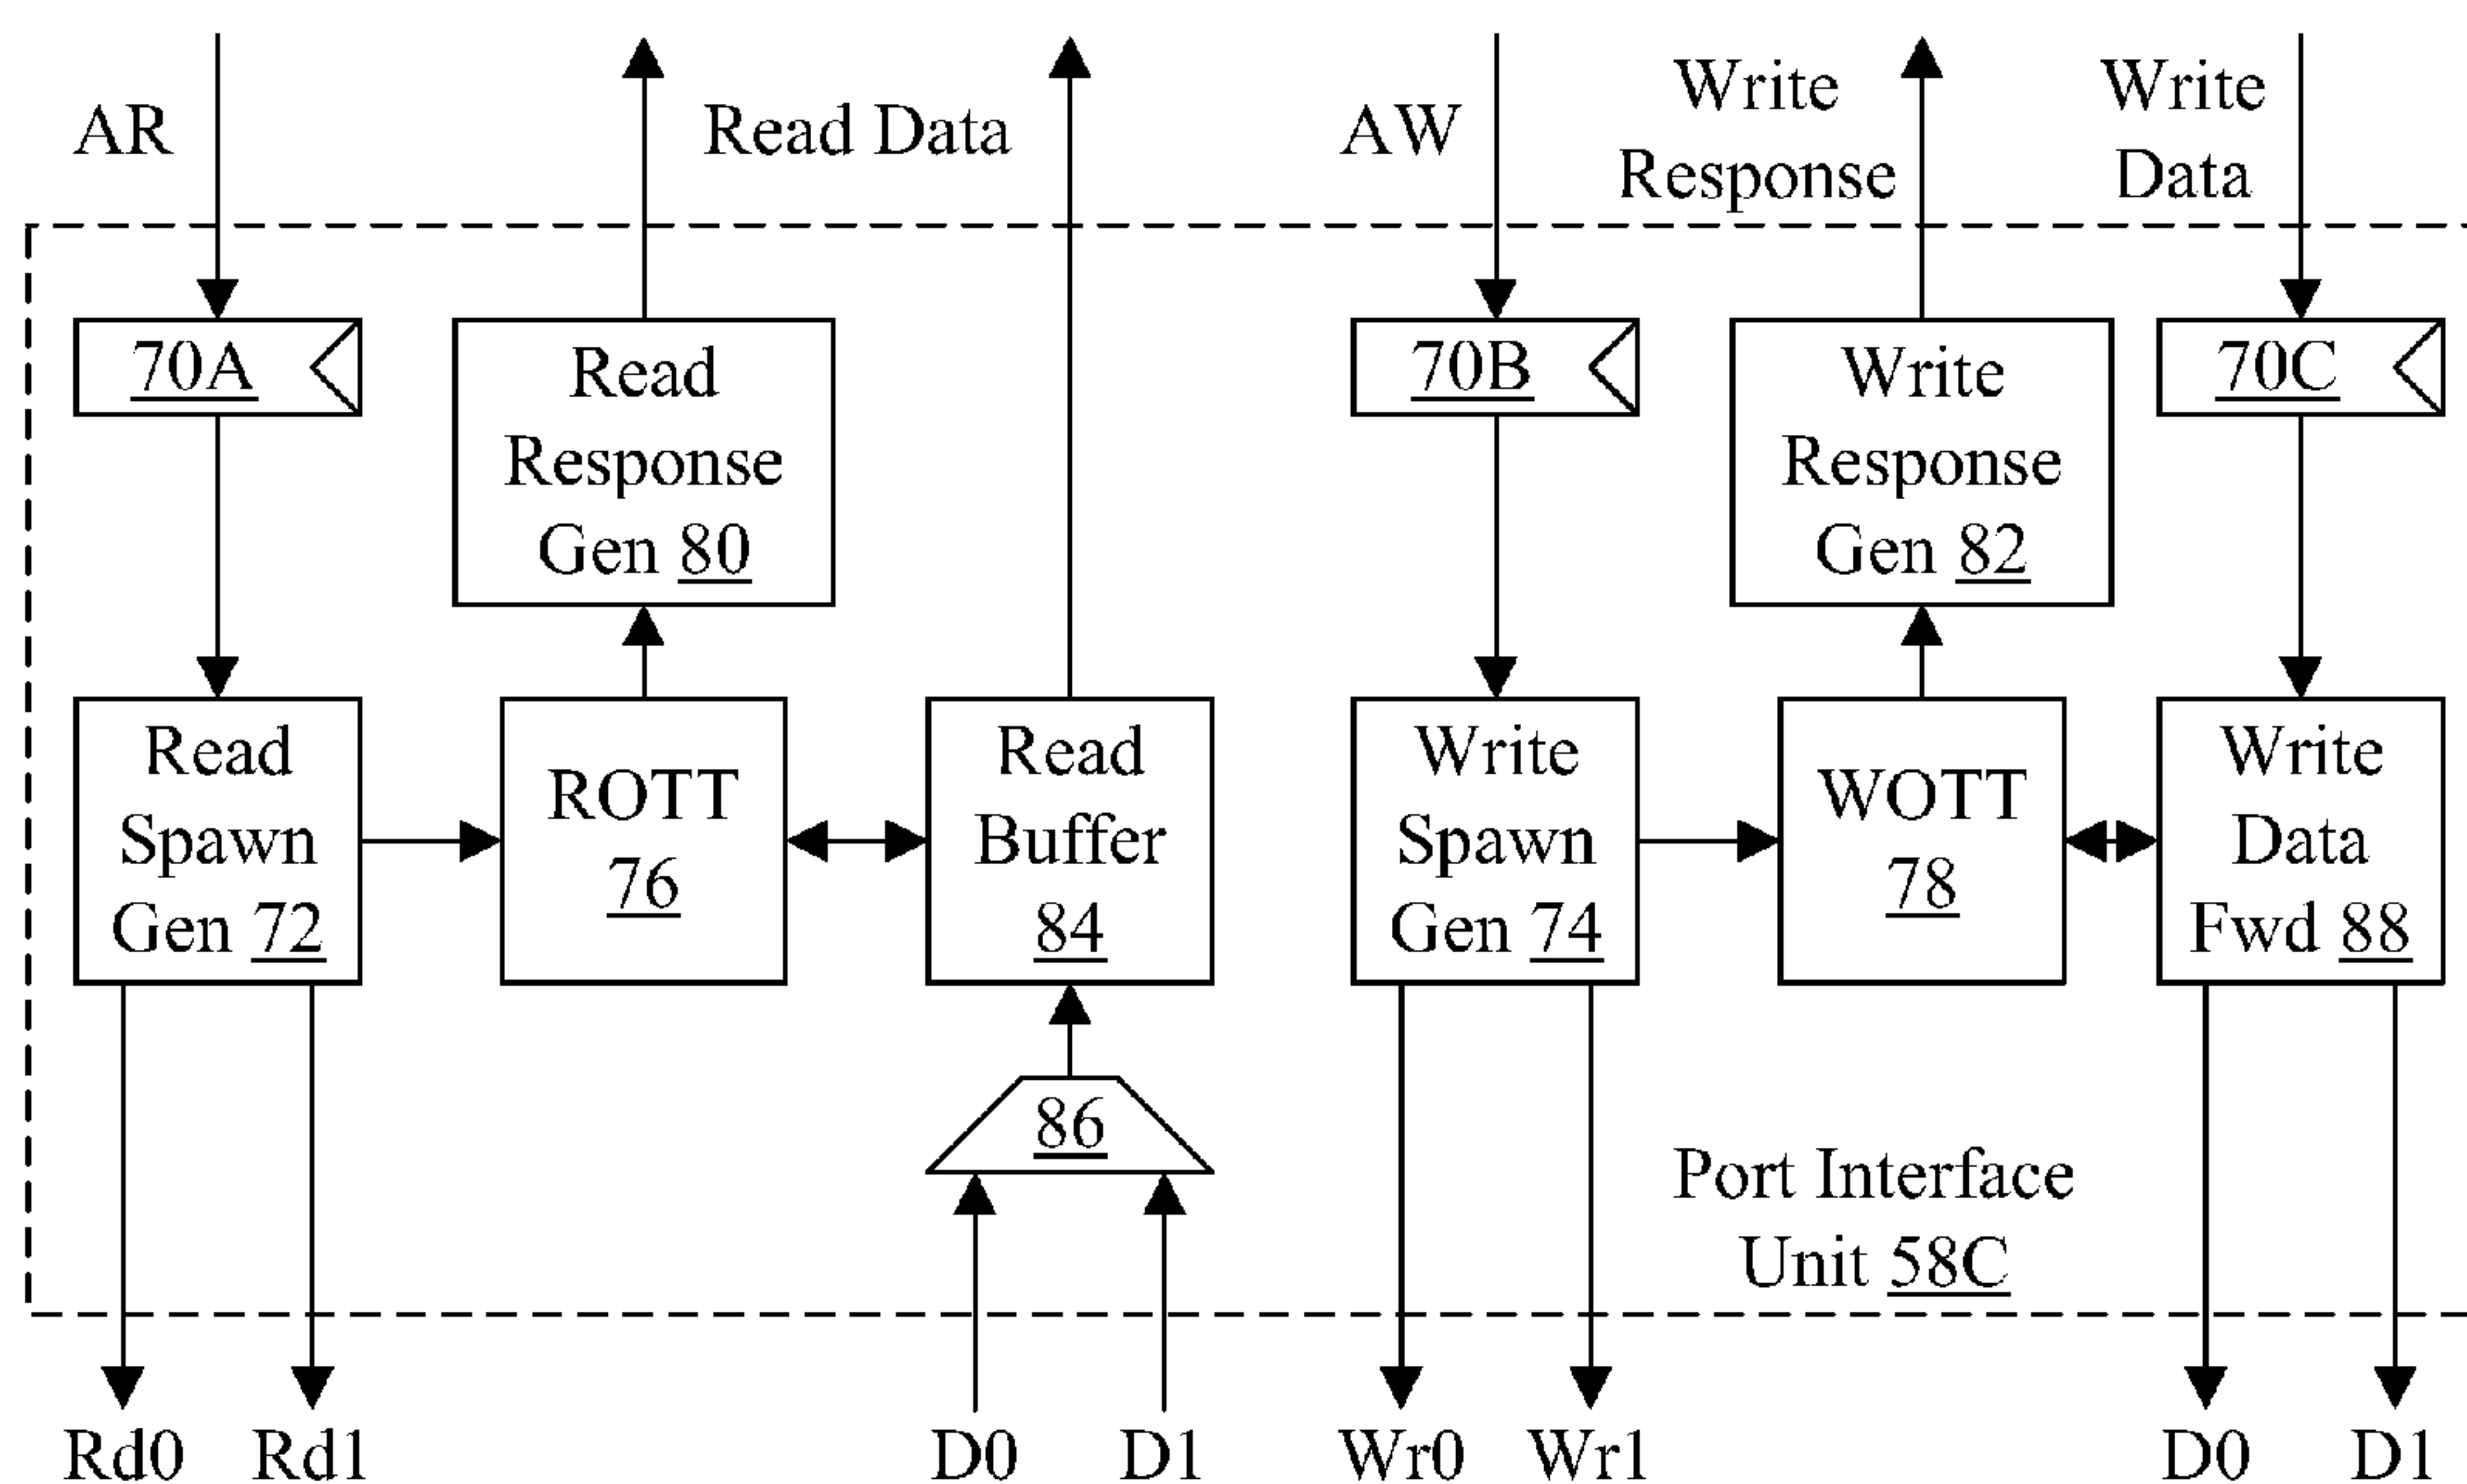 AR
Read Data
AW
Write
Response
Write
Data
70A
Read
Response
Gen 80
70B
Write
Response
Gen 82
70C
Read
Spawn
Gen 72
ROTT
76
Read
Buffer
84
Write
Spawn
Gen 74
WOTT
78
Write
Data
Fwd 88
86
Port Interface
Unit 58C
Rd0
Rd1
D0
D1
Wr0
Wr1
D0
D1